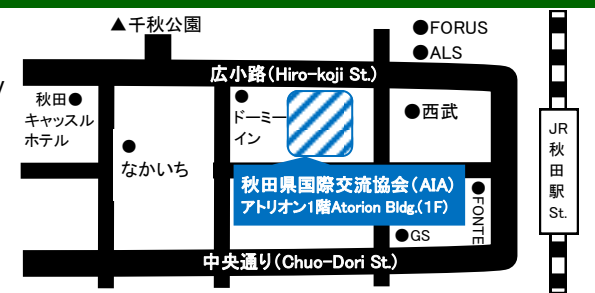 ▲千秋公園
●FORUS
●ALS
広小路(Hiro-koji St.)
y
秋田●
キャッスル
ホテル
●
なかいち
●
ドーミー
イン
●西武
秋田県国際交流協会(AIA)
アトリオン1階Atorion Bldg.(1F)
●FONTE
●GS
中央通り(Chuo-Dori St.)
JR
秋
田
駅
St.